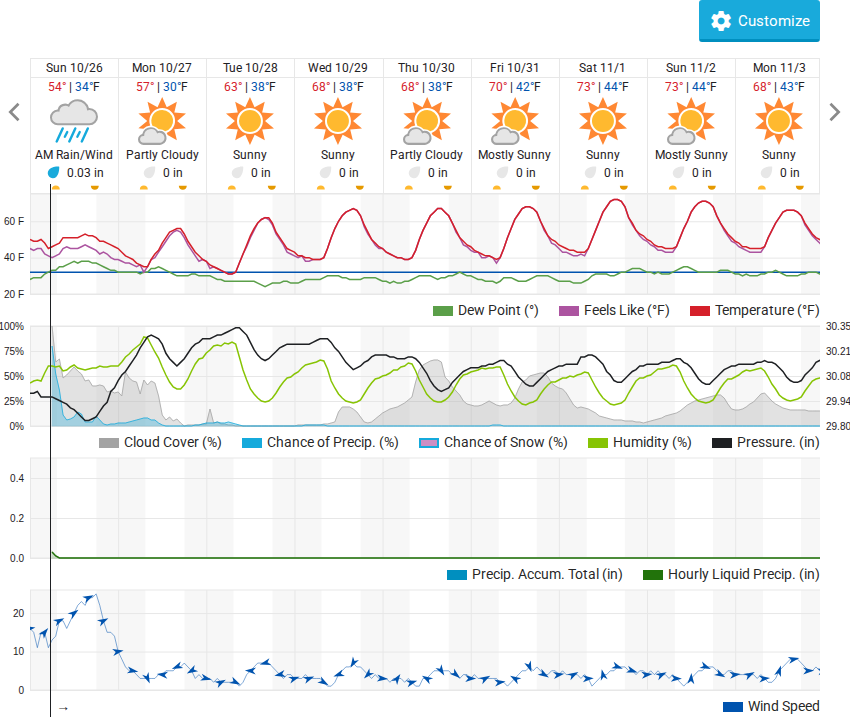 Customize
Sun 10/26 Mon 10/27 Tue 10/28 Wed 10/29 Thu 10/30 Fri 10/31 Sat 11/1 Sun 11/2 Mon 11/3
54° | 34°F 57° | 30°F 63° | 38°F 68° | 38°F 68° | 38°F 70° | 42°F 73° | 44°F 73° | 44°F 68° | 43°F
AM Rain/Wind Partly Cloudy Sunny Sunny Partly Cloudy Mostly Sunny Sunny Mostly Sunny Sunny
0.03 in 0 in 0 in 0 in 0 in 0 in 0 in 0 in 0 in
60 F
40 F
20 F
Dew Point (°) Feels Like (°F) Temperature (°F)
100% 30.35
75% 30.21
50% 30.08
25% 29.94
0% 29.80
Cloud Cover (%) Chance of Precip. (%) Chance of Snow (%) Humidity (%) Pressure. (in)
0.4
0.2
0.0
Precip. Accum. Total (in) Hourly Liquid Precip. (in)
20
10
0
→ Wind Speed